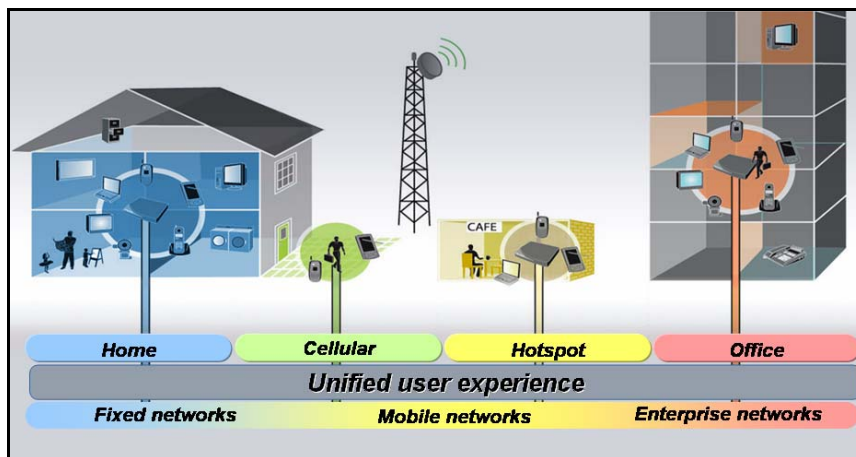 CAFE
Home
Cellular
Hotspot
Office
Unified user experience
Fixed networks
Mobile networks
Enterprise networks